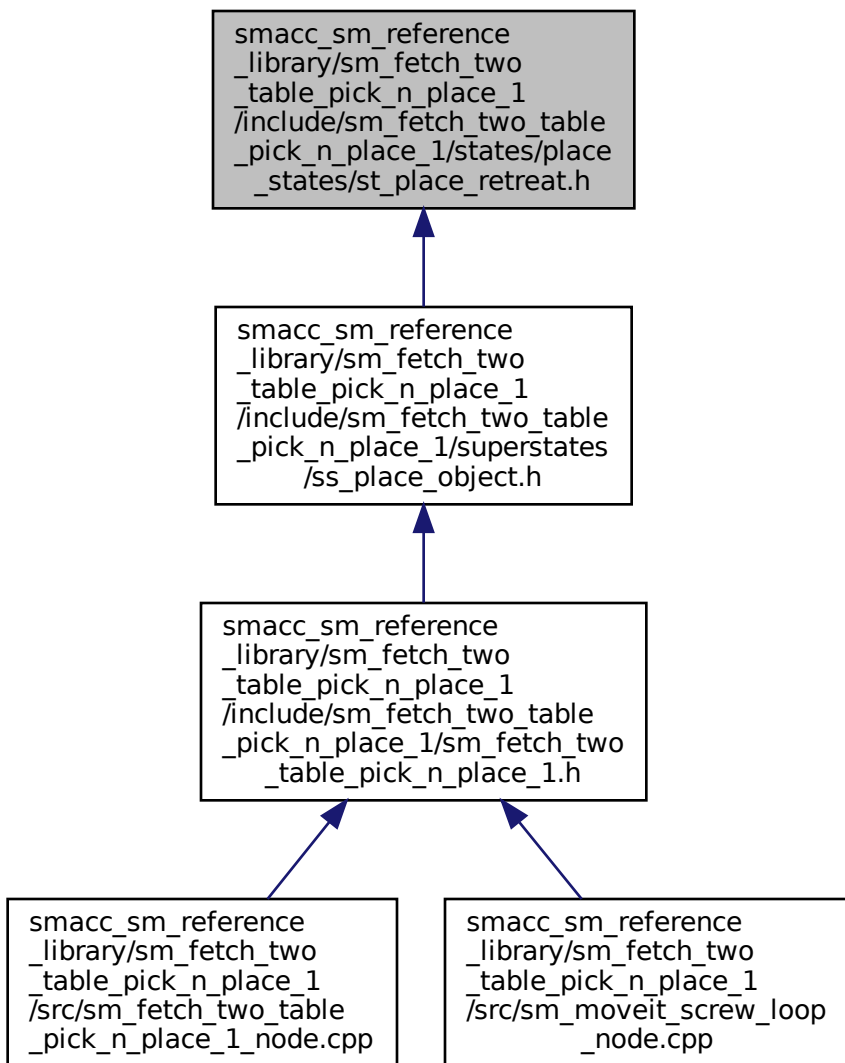 smacc_sm_reference
_library/sm_fetch_two
_table_pick_n_place_1
/include/sm_fetch_two_table
_pick_n_place_1/states/place
_states/st_place_retreat.h
smacc_sm_reference
_library/sm_fetch_two
_table_pick_n_place_1
/include/sm_fetch_two_table
_pick_n_place_1/superstates
/ss_place_object.h
smacc_sm_reference
_library/sm_fetch_two
_table_pick_n_place_1
/include/sm_fetch_two_table
_pick_n_place_1/sm_fetch_two
_table_pick_n_place_1.h
smacc_sm_reference
_library/sm_fetch_two
_table_pick_n_place_1
/src/sm_fetch_two_table
_pick_n_place_1_node.cpp
smacc_sm_reference
_library/sm_fetch_two
_table_pick_n_place_1
/src/sm_moveit_screw_loop
_node.cpp